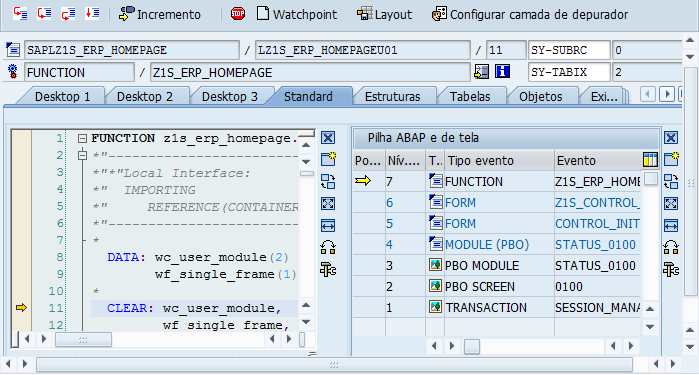 Incremento Watchpoint Layout Configurar camada de depurador
SAPLZ1S_ERP_HOMEPAGE / LZ1S_ERP_HOMEPAGEU01 / 11 SY-SUBRC 0
FUNCTION / Z1S_ERP_HOMEPAGE SY-TABIX 2
Desktop 1 Desktop 2 Desktop 3 Standard Estruturas Tabelas Objetos Exi...
1 FUNCTION z1s_erp_homepage.
2 *"----------------------------
3 *"*"Local Interface:
4 *"  IMPORTING
5 *"     REFERENCE(CONTAINER
6 *"----------------------------
7 *
8 DATA: wc_user_module(2)
9 wf_single_frame(1)
10 *
11 CLEAR: wc_user_module,
12 wf_single_frame,
Pilha ABAP e de tela
Po... Nív.... T.. Tipo evento Evento
7 FUNCTION Z1S_ERP_HOME
6 FORM Z1S_CONTROL_
5 FORM CONTROL_INIT
4 MODULE (PBO) STATUS_0100
3 PBO MODULE STATUS_0100
2 PBO SCREEN 0100
1 TRANSACTION SESSION_MANA